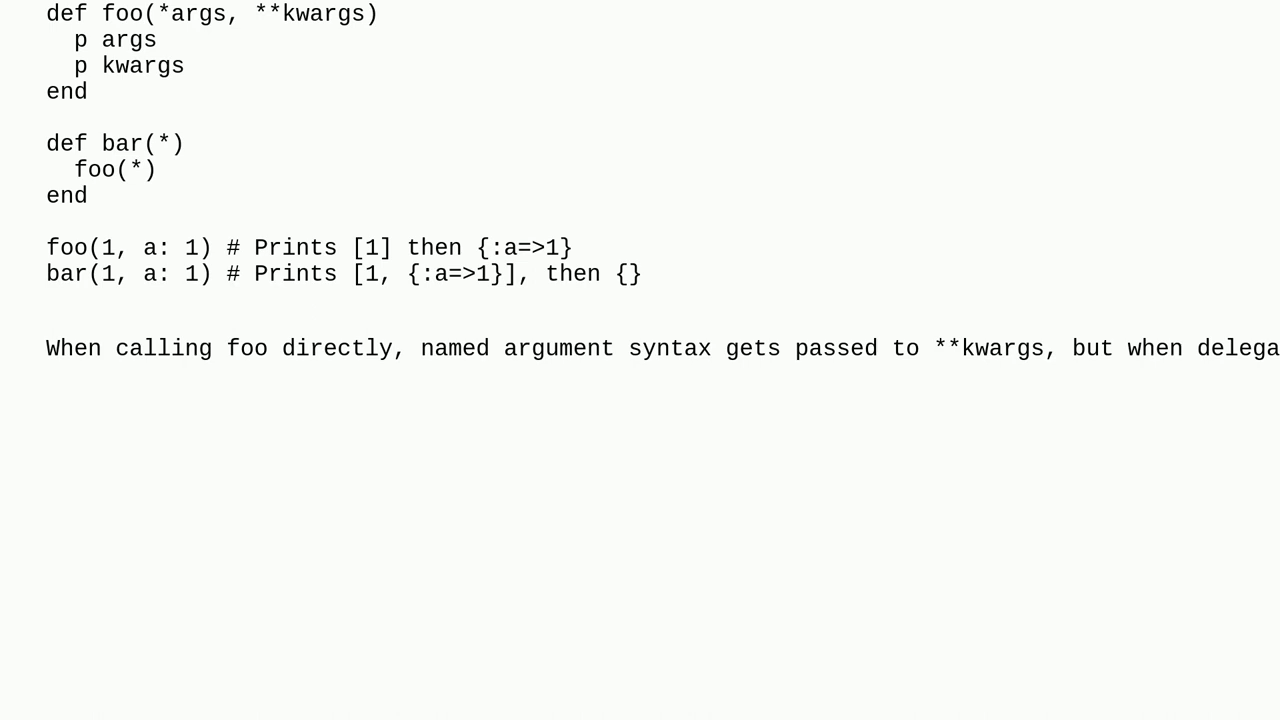 def foo(*args, **kwargs)
  p args
  p kwargs
end

def bar(*)
  foo(*)
end

foo(1, a: 1) # Prints [1] then {:a=>1}
bar(1, a: 1) # Prints [1, {:a=>1}], then {}

When calling foo directly, named argument syntax gets passed to **kwargs, but when delega